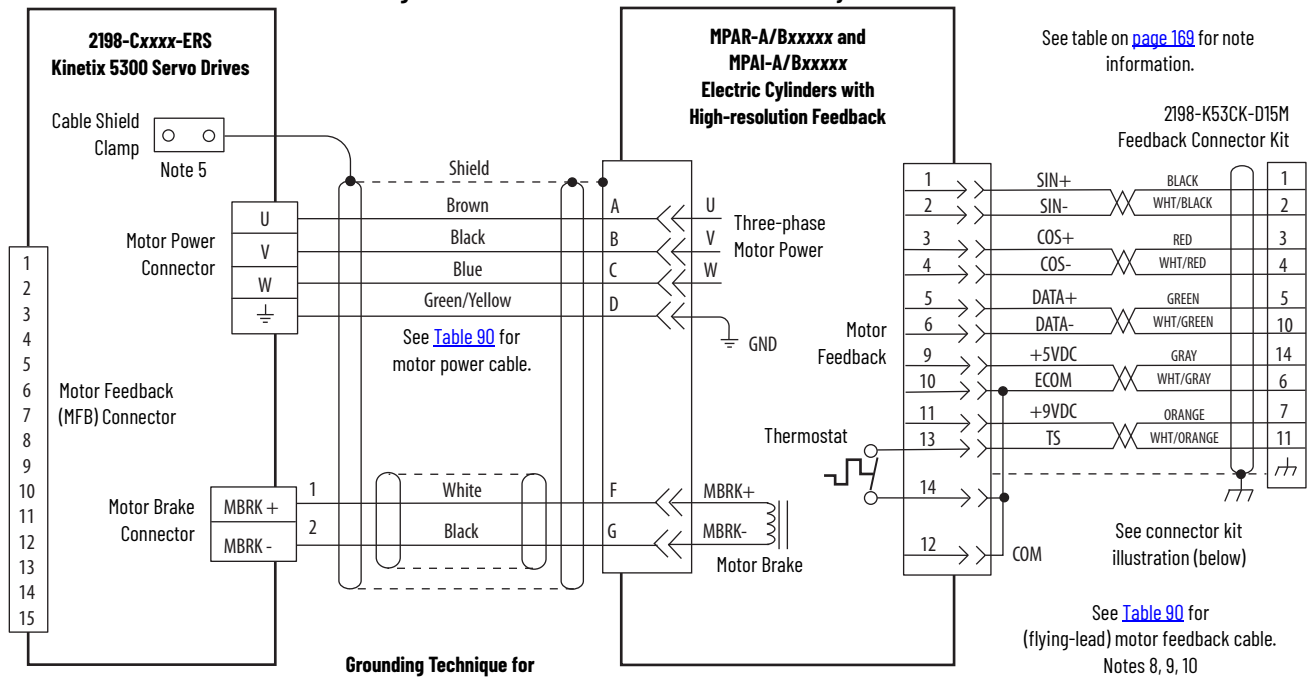 2198-Cxxxx-ERS
Kinetix 5300 Servo Drives
Cable Shield
Clamp
Note 5
Motor Power
Connector
U
V
W
1
2
3
4
5
6
7
8
9
10
11
12
13
14
15
Motor Feedback
(MFB) Connector
Motor Brake
Connector
MBRK +
MBRK -
1
2
Shield
Brown
Black
Blue
Green/Yellow
See Table 90 for
motor power cable.
White
Black
Grounding Technique for
MPAR-A/Bxxxxx and
MPAI-A/Bxxxxx
Electric Cylinders with
High-resolution Feedback
A
B
C
D
F
G
U
V
W
Three-phase
Motor Power
GND
MBRK+
MBRK-
Motor Brake
Motor
Feedback
Thermostat
1
2
3
4
5
6
9
10
11
13
14
12
COM
See table on page 169 for note
information.
2198-K53CK-D15M
Feedback Connector Kit
SIN+ BLACK 1
SIN- WHT/BLACK 2
COS+ RED 3
COS- WHT/RED 4
DATA+ GREEN 5
DATA- WHT/GREEN 10
+5VDC GRAY 14
ECOM WHT/GRAY 6
+9VDC ORANGE 7
TS WHT/ORANGE 11
See connector kit
illustration (below)
See Table 90 for
(flying-lead) motor feedback cable.
Notes 8, 9, 10